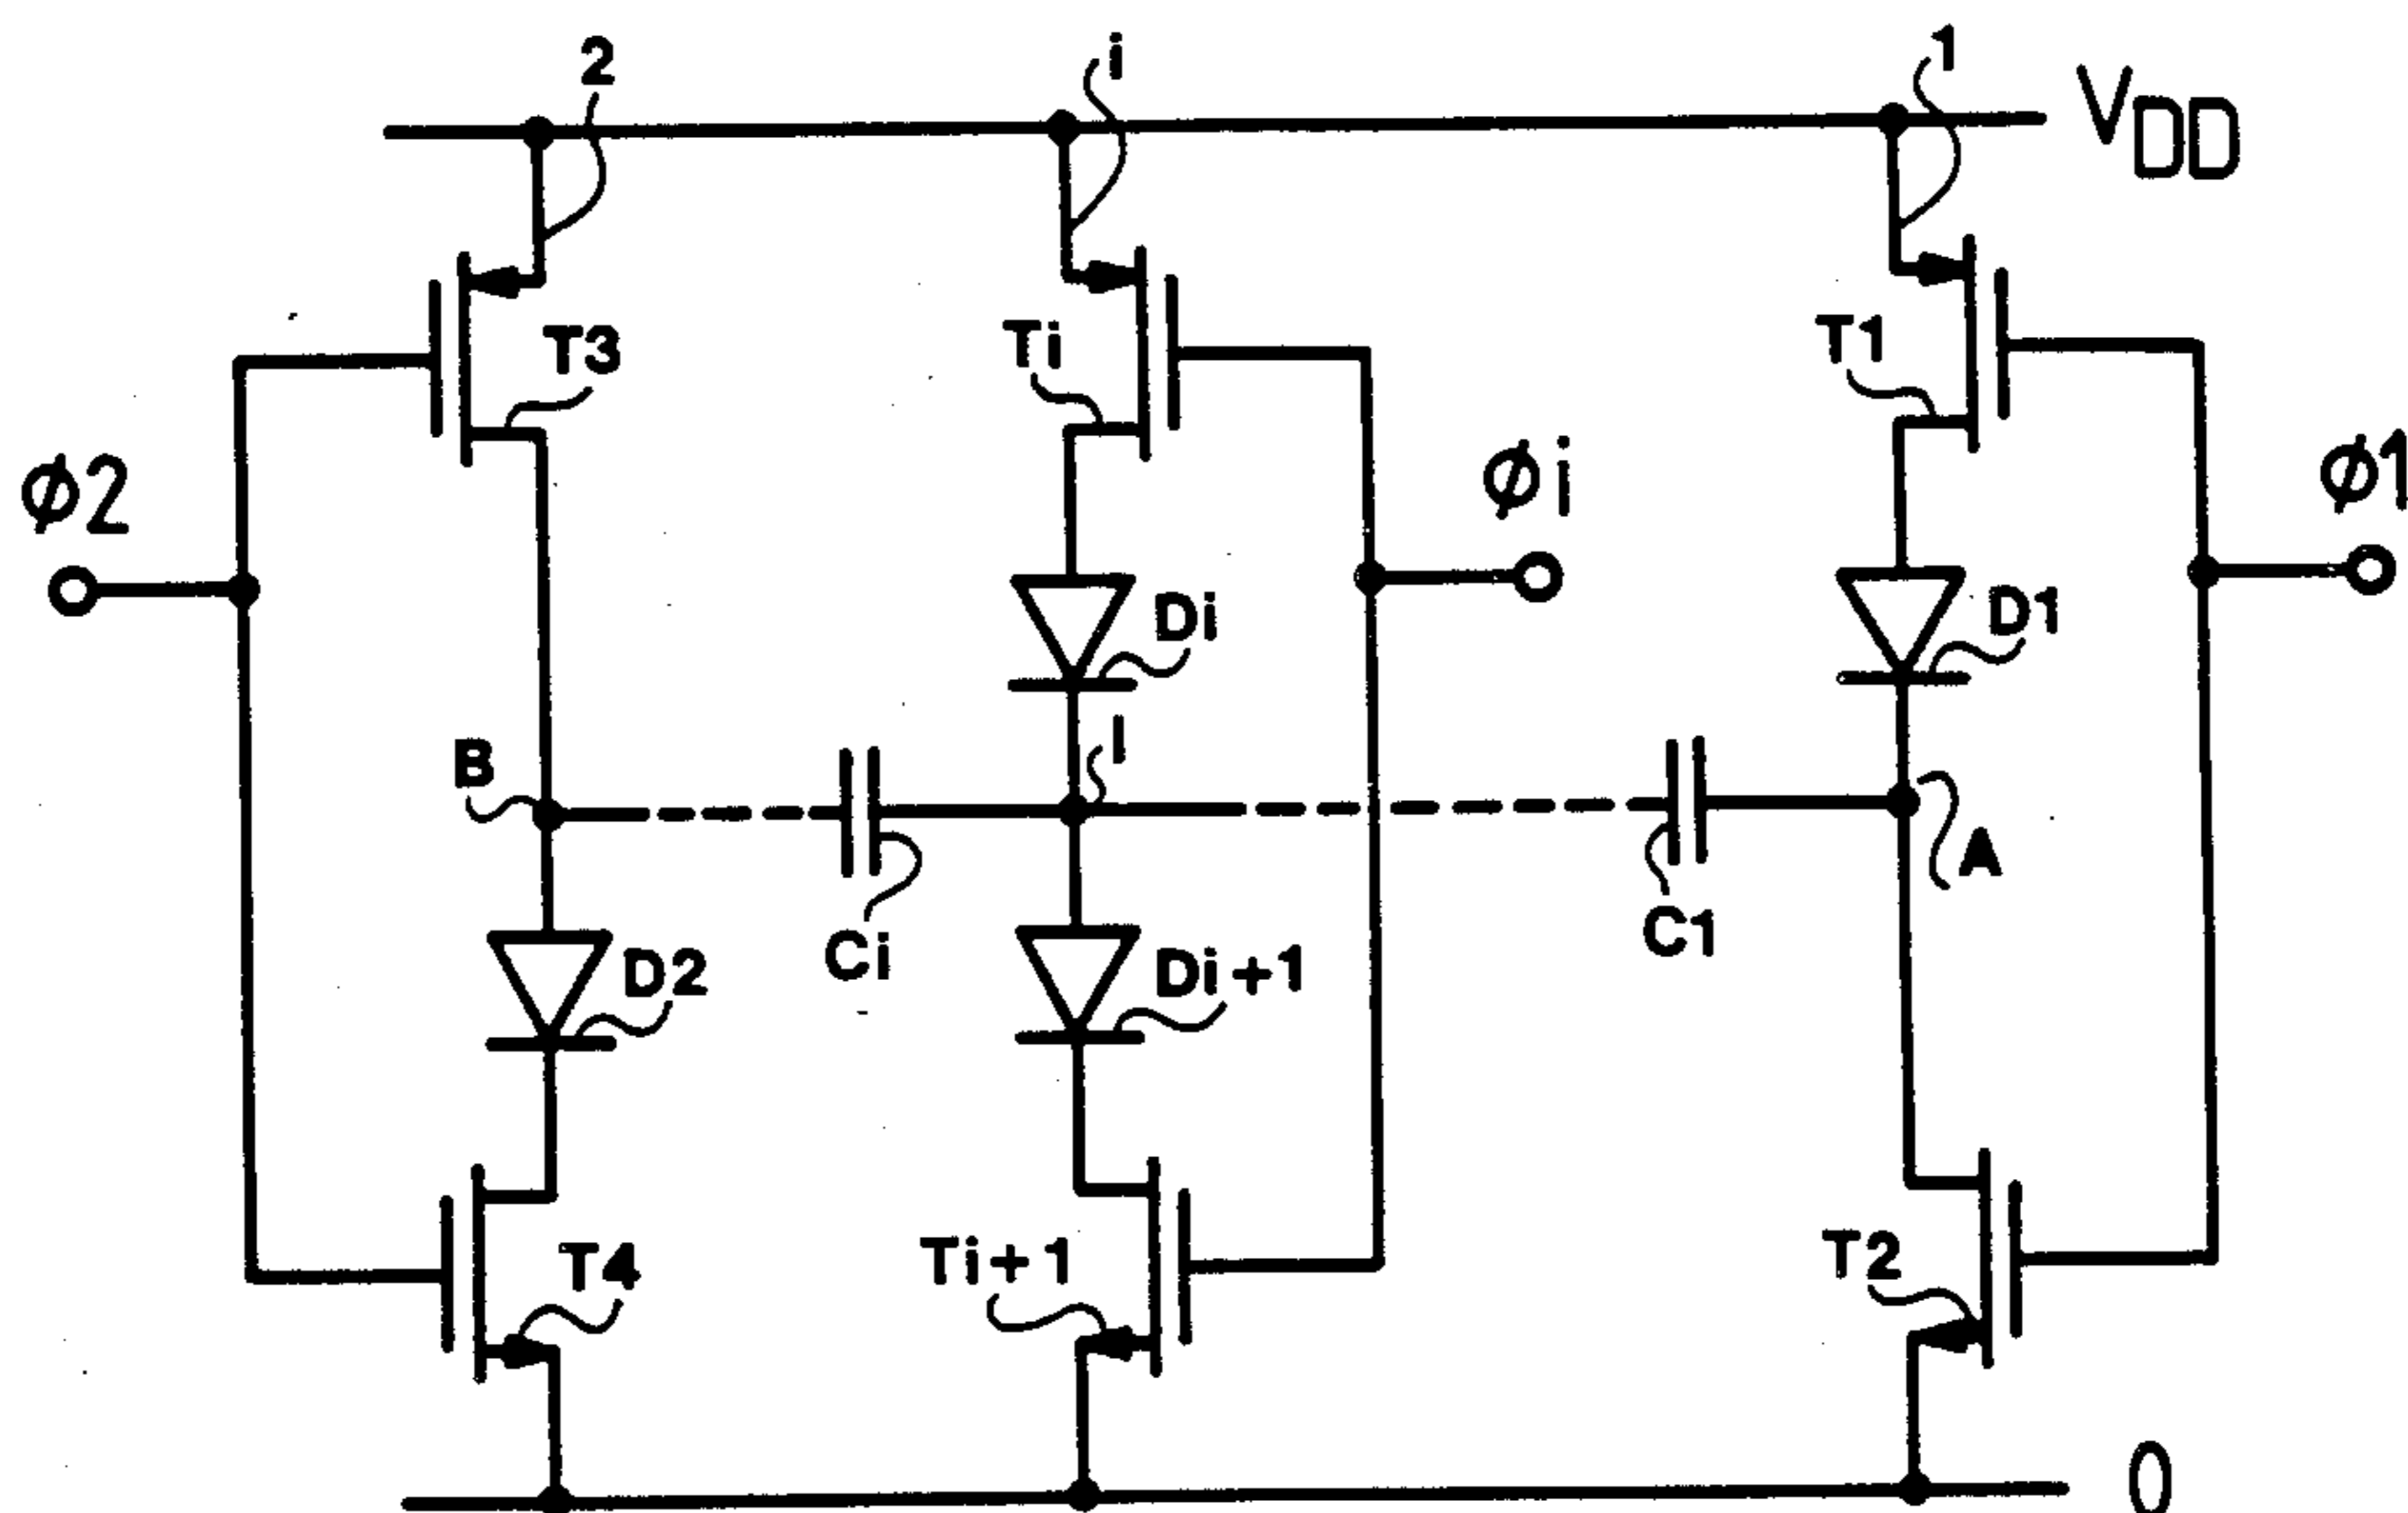 2
i
1
VDD
T3
Ti
T1
ϕ2
ϕi
ϕ1
Di
D1
B
I
A
Ci
C1
D2
Di+1
T4
Ti+1
T2
0